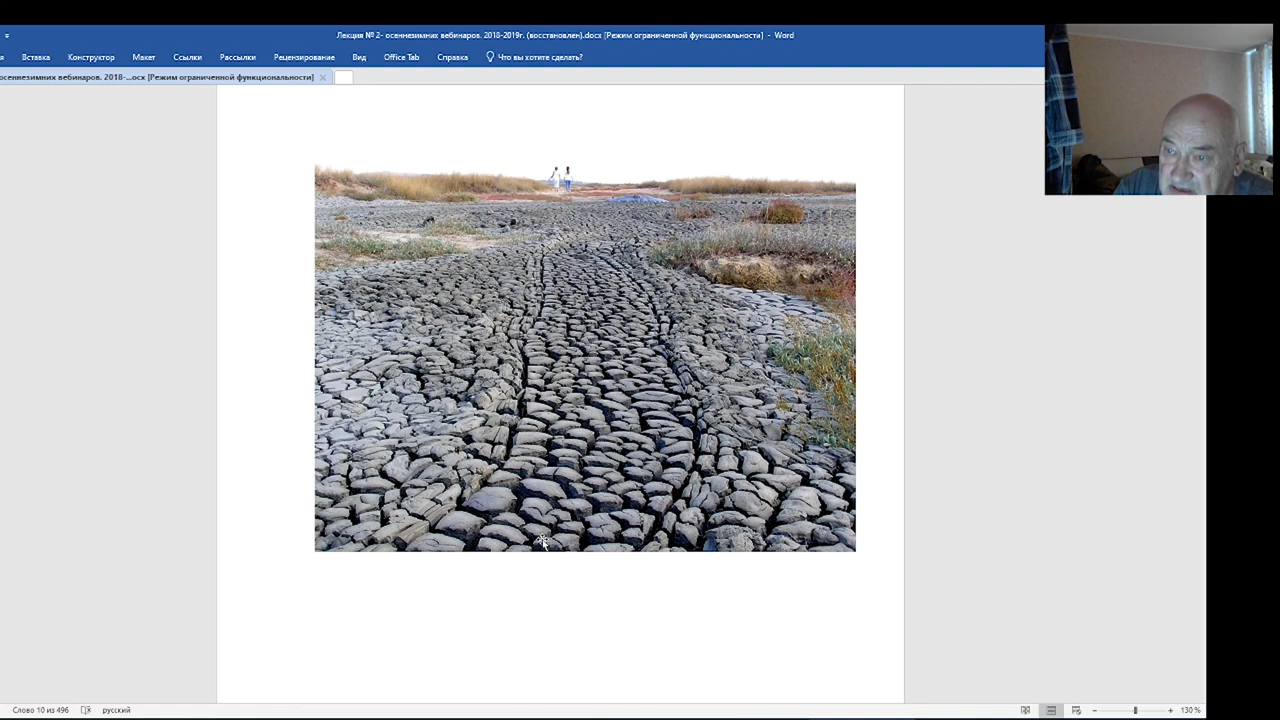 Лекция № 2- осеннезимних вебинаров. 2018-2019г. (восстановлен).docx [Режим ограниченной функциональности] - Word
я Вставка Конструктор Макет Ссылки Рассылки Рецензирование Вид Office Tab Справка Что вы хотите сделать?
осеннезимних вебинаров. 2018-...ocx [Режим ограниченной функциональности]
Слово 10 из 496 русский 130 %